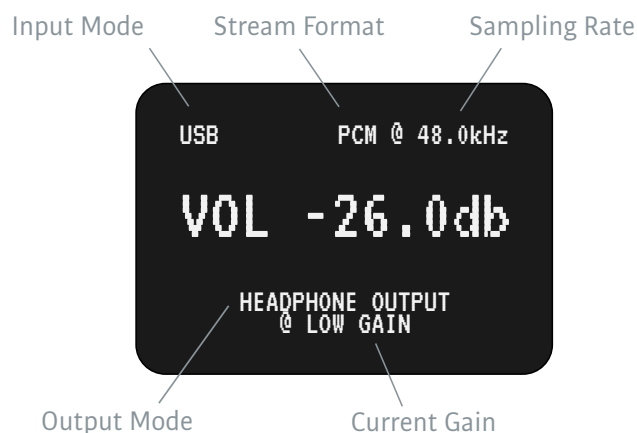 Input Mode Stream Format Sampling Rate
USB PCM @ 48.0kHz
VOL -26.0db
HEADPHONE OUTPUT
@ LOW GAIN
Output Mode Current Gain